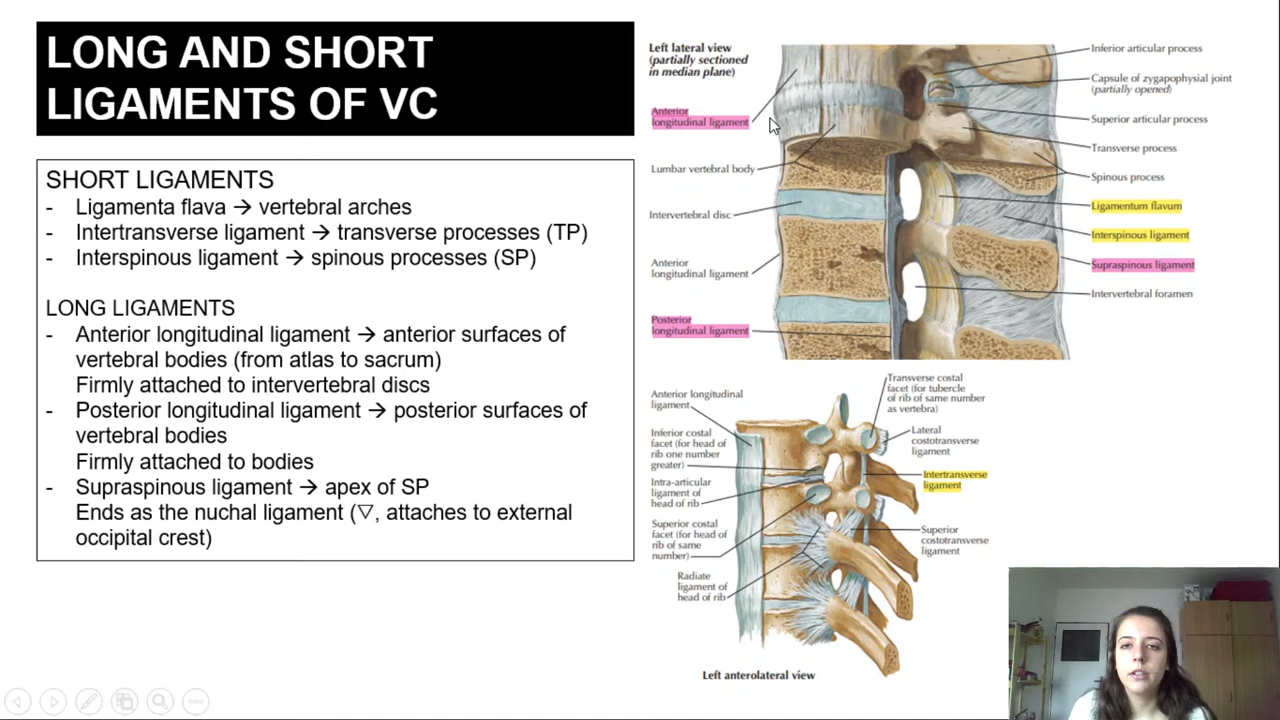 LONG AND SHORT
LIGAMENTS OF VC
SHORT LIGAMENTS
- Ligamenta flava → vertebral arches
- Intertransverse ligament → transverse processes (TP)
- Interspinous ligament → spinous processes (SP)
LONG LIGAMENTS
- Anterior longitudinal ligament → anterior surfaces of
vertebral bodies (from atlas to sacrum)
Firmly attached to intervertebral discs
- Posterior longitudinal ligament → posterior surfaces of
vertebral bodies
Firmly attached to bodies
- Supraspinous ligament → apex of SP
Ends as the nuchal ligament (▽, attaches to external
occipital crest)
Left lateral view
(partially sectioned
in median plane)
Anterior
longitudinal ligament
Lumbar vertebral body
Intervertebral disc
Anterior
longitudinal ligament
Posterior
longitudinal ligament
Inferior articular process
Capsule of zygapophysial joint
(partially opened)
Superior articular process
Transverse process
Spinous process
Ligamentum flavum
Interspinous ligament
Supraspinous ligament
Intervertebral foramen
Anterior longitudinal
ligament
Inferior costal
facet (for head of
rib one number
greater)
Intra-articular
ligament of
head of rib
Superior costal
facet (for head of
rib of same
number)
Radiate
ligament of
head of rib
Transverse costal
facet (for tubercle
of rib of same number
as vertebra)
Lateral
costotransverse
ligament
Intertransverse
ligament
Superior
costotransverse
ligament
Left anterolateral view